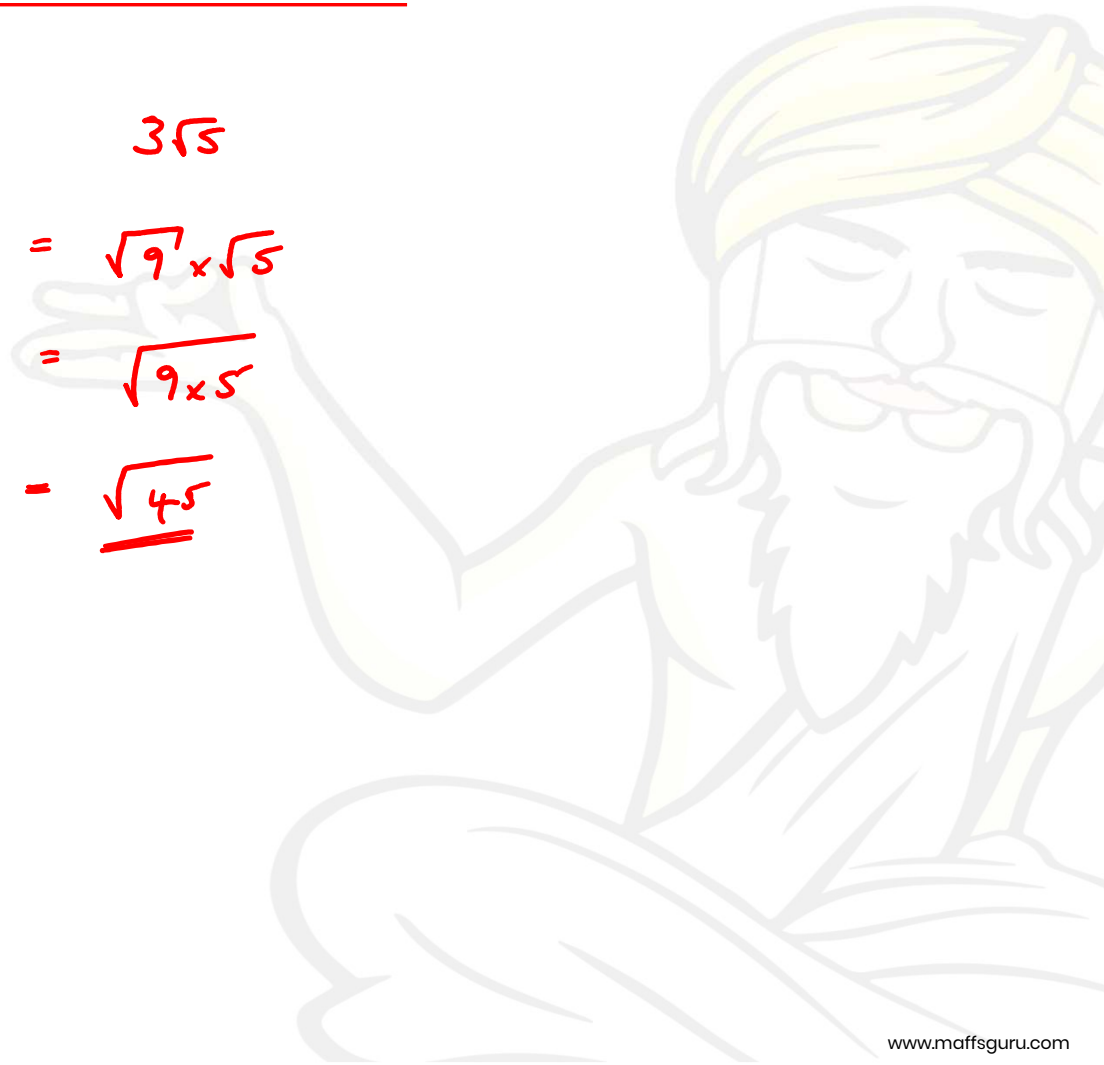 3√5
= √9 × √5
= √9×5
= √45
www.maffsguru.com